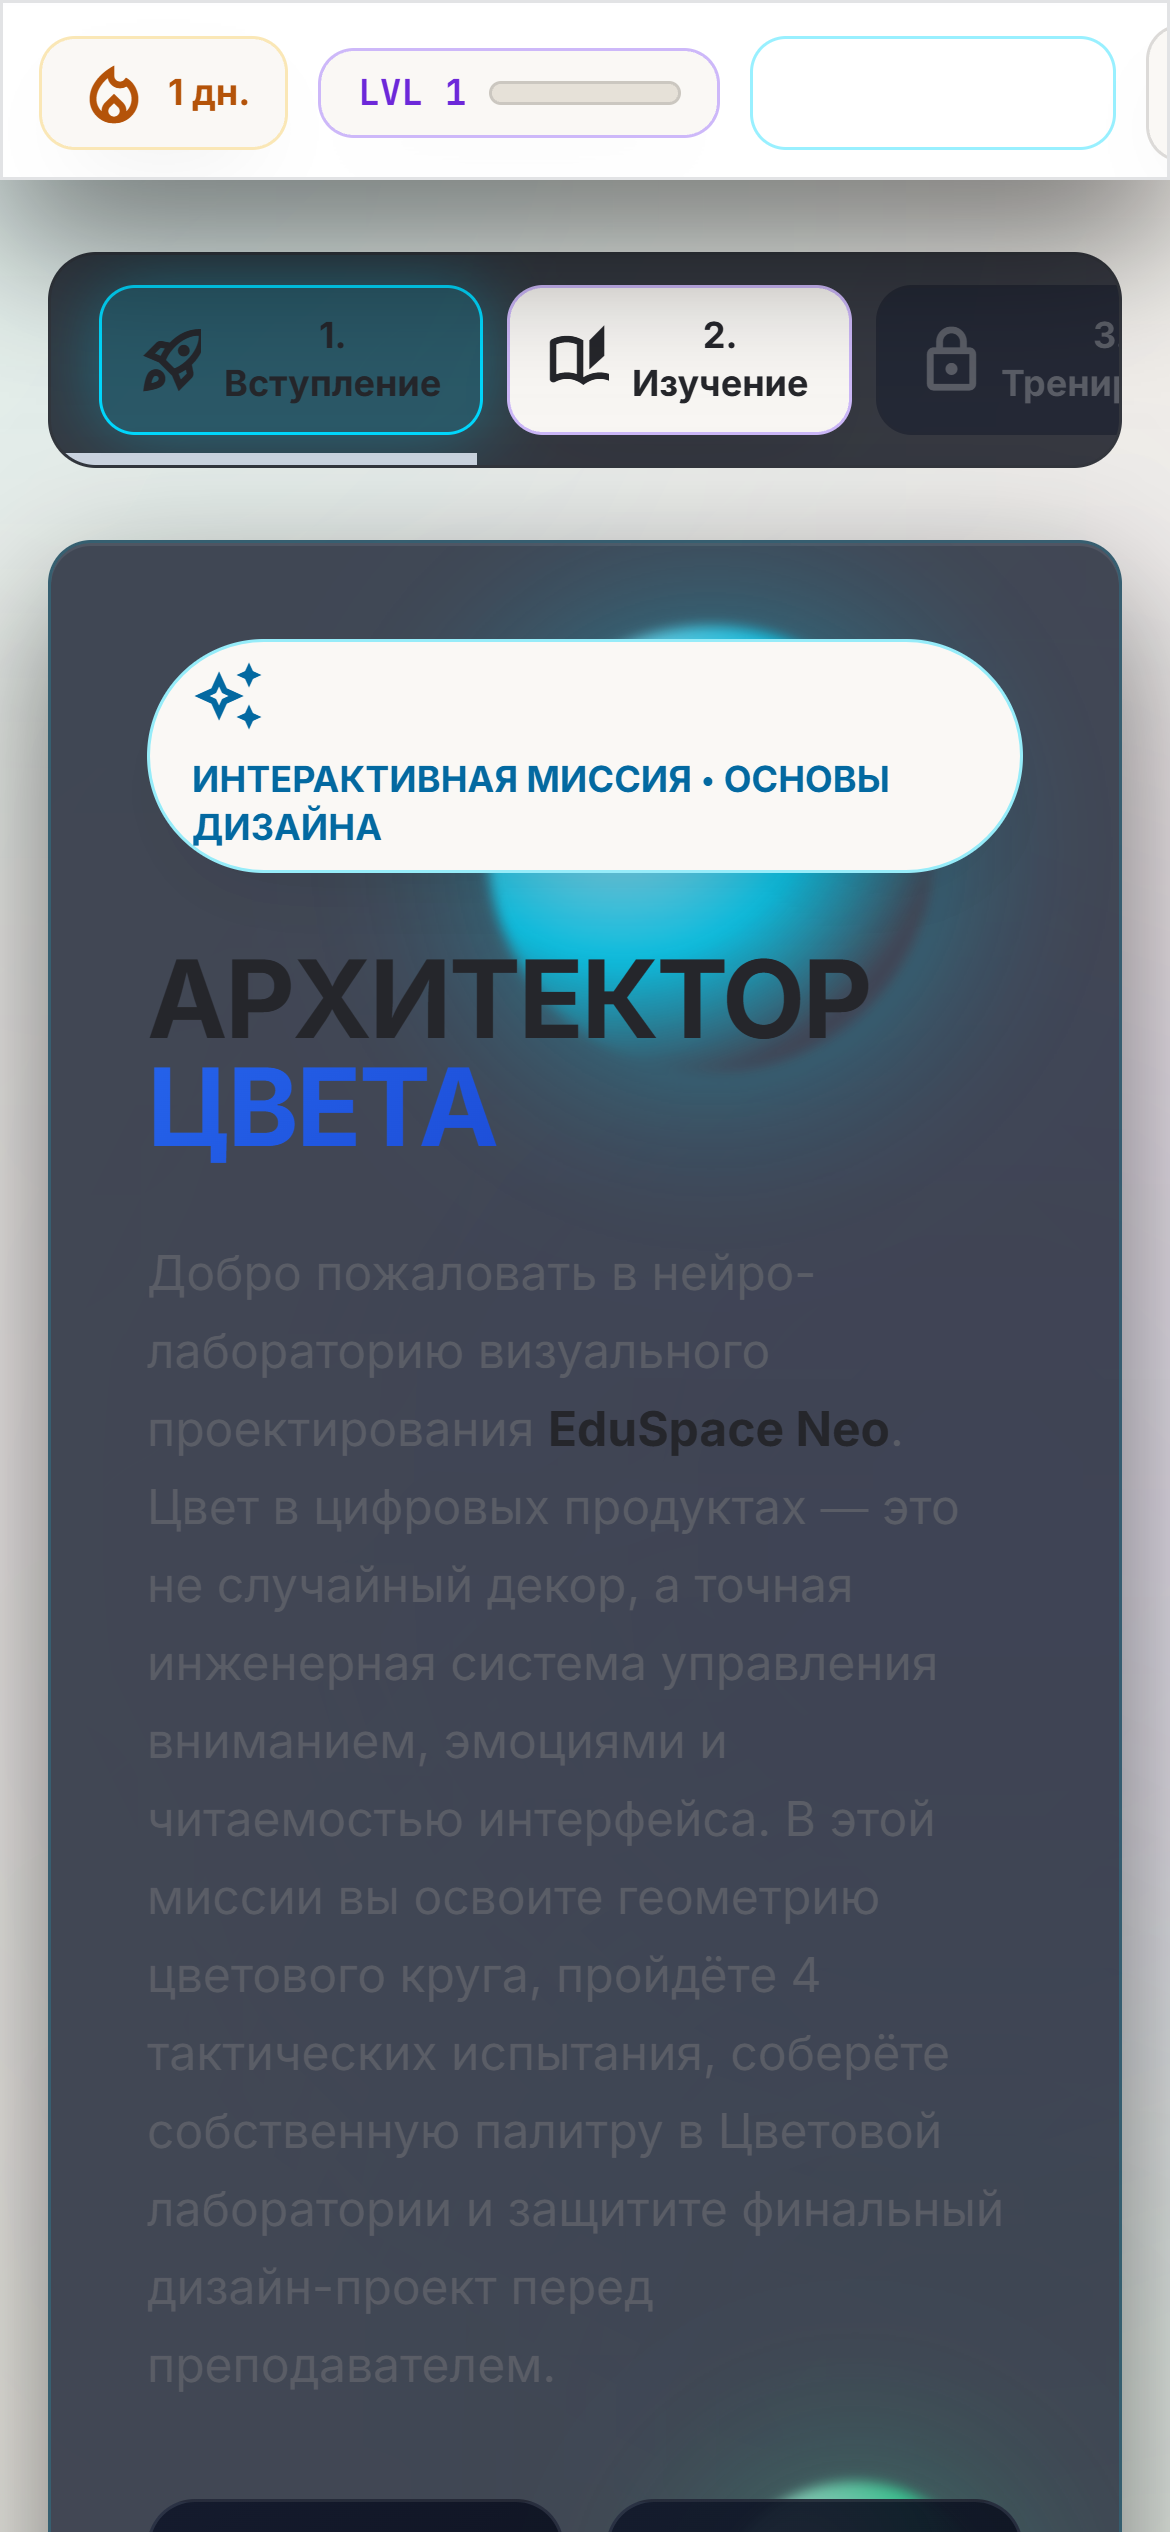 1 дн.
LVL 1
1.
Вступление
2.
Изучение
3.
ИНТЕРАКТИВНАЯ МИССИЯ • ОСНОВЫ
ДИЗАЙНА
АРХИТЕКТОР
ЦВЕТА
Добро пожаловать в нейро-
лабораторию визуального
проектирования EduSpace Neo.
Цвет в цифровых продуктах — это
не случайный декор, а точная
инженерная система управления
вниманием, эмоциями и
читаемостью интерфейса. В этой
миссии вы освоите геометрию
цветового круга, пройдёте 4
тактических испытания, соберёте
собственную палитру в Цветовой
лаборатории и защитите финальный
дизайн-проект перед
преподавателем.